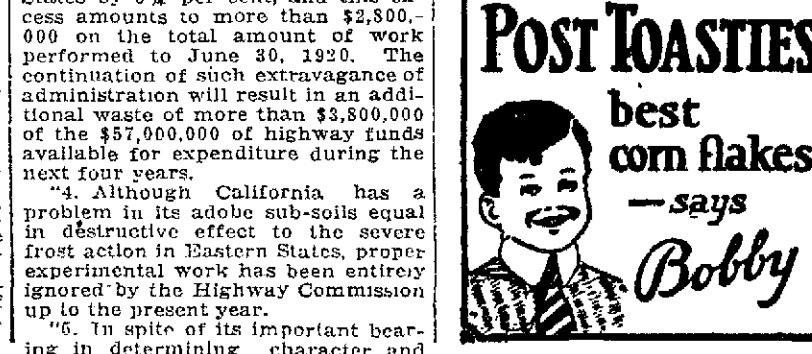 per cent, and this ex-
cess amounts to more than $2,800,-
000 on the total amount of work
performed to June 30, 1920. The
continuation of such extravagance of
administration will result in an addi-
tional waste of more than $3,800,000
of the $57,000,000 of highway funds
available for expenditure during the
next four years.
"4. Although California has a
problem in its adobe sub-soils equal
in destructive effect to the severe
frost action in Eastern States, proper
experimental work has been entirely
ignored by the Highway Commission
up to the present year.
"5. In spite of its important bear-
ing in determining character and
POST TOASTIES
best
corn flakes
—says
Bobby